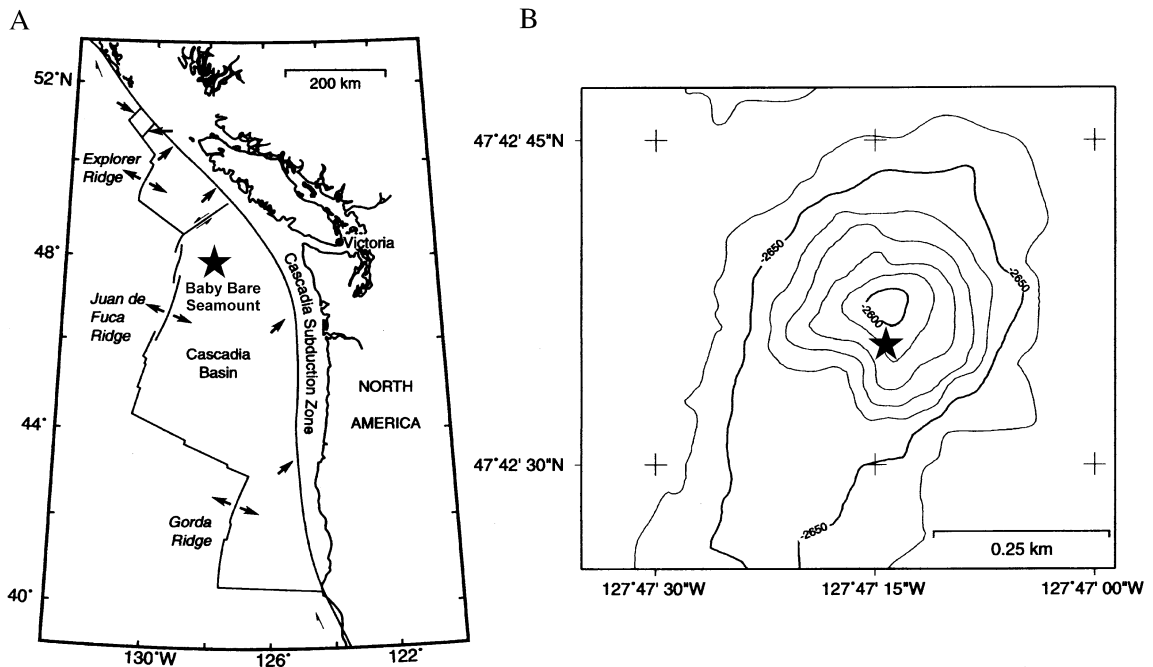 A
52°N
48°
44°
40°
130°W
126°
122°
200 km
Explorer
Ridge
Victoria
Baby Bare
Seamount
Juan de
Fuca
Ridge
Cascadia
Basin
Cascadia Subduction Zone
NORTH
AMERICA
Gorda
Ridge
B
47°42' 45"N
47°42' 30"N
-2650
-2650
-2600
-2650
0.25 km
127°47' 30"W
127°47' 15"W
127°47' 00"W